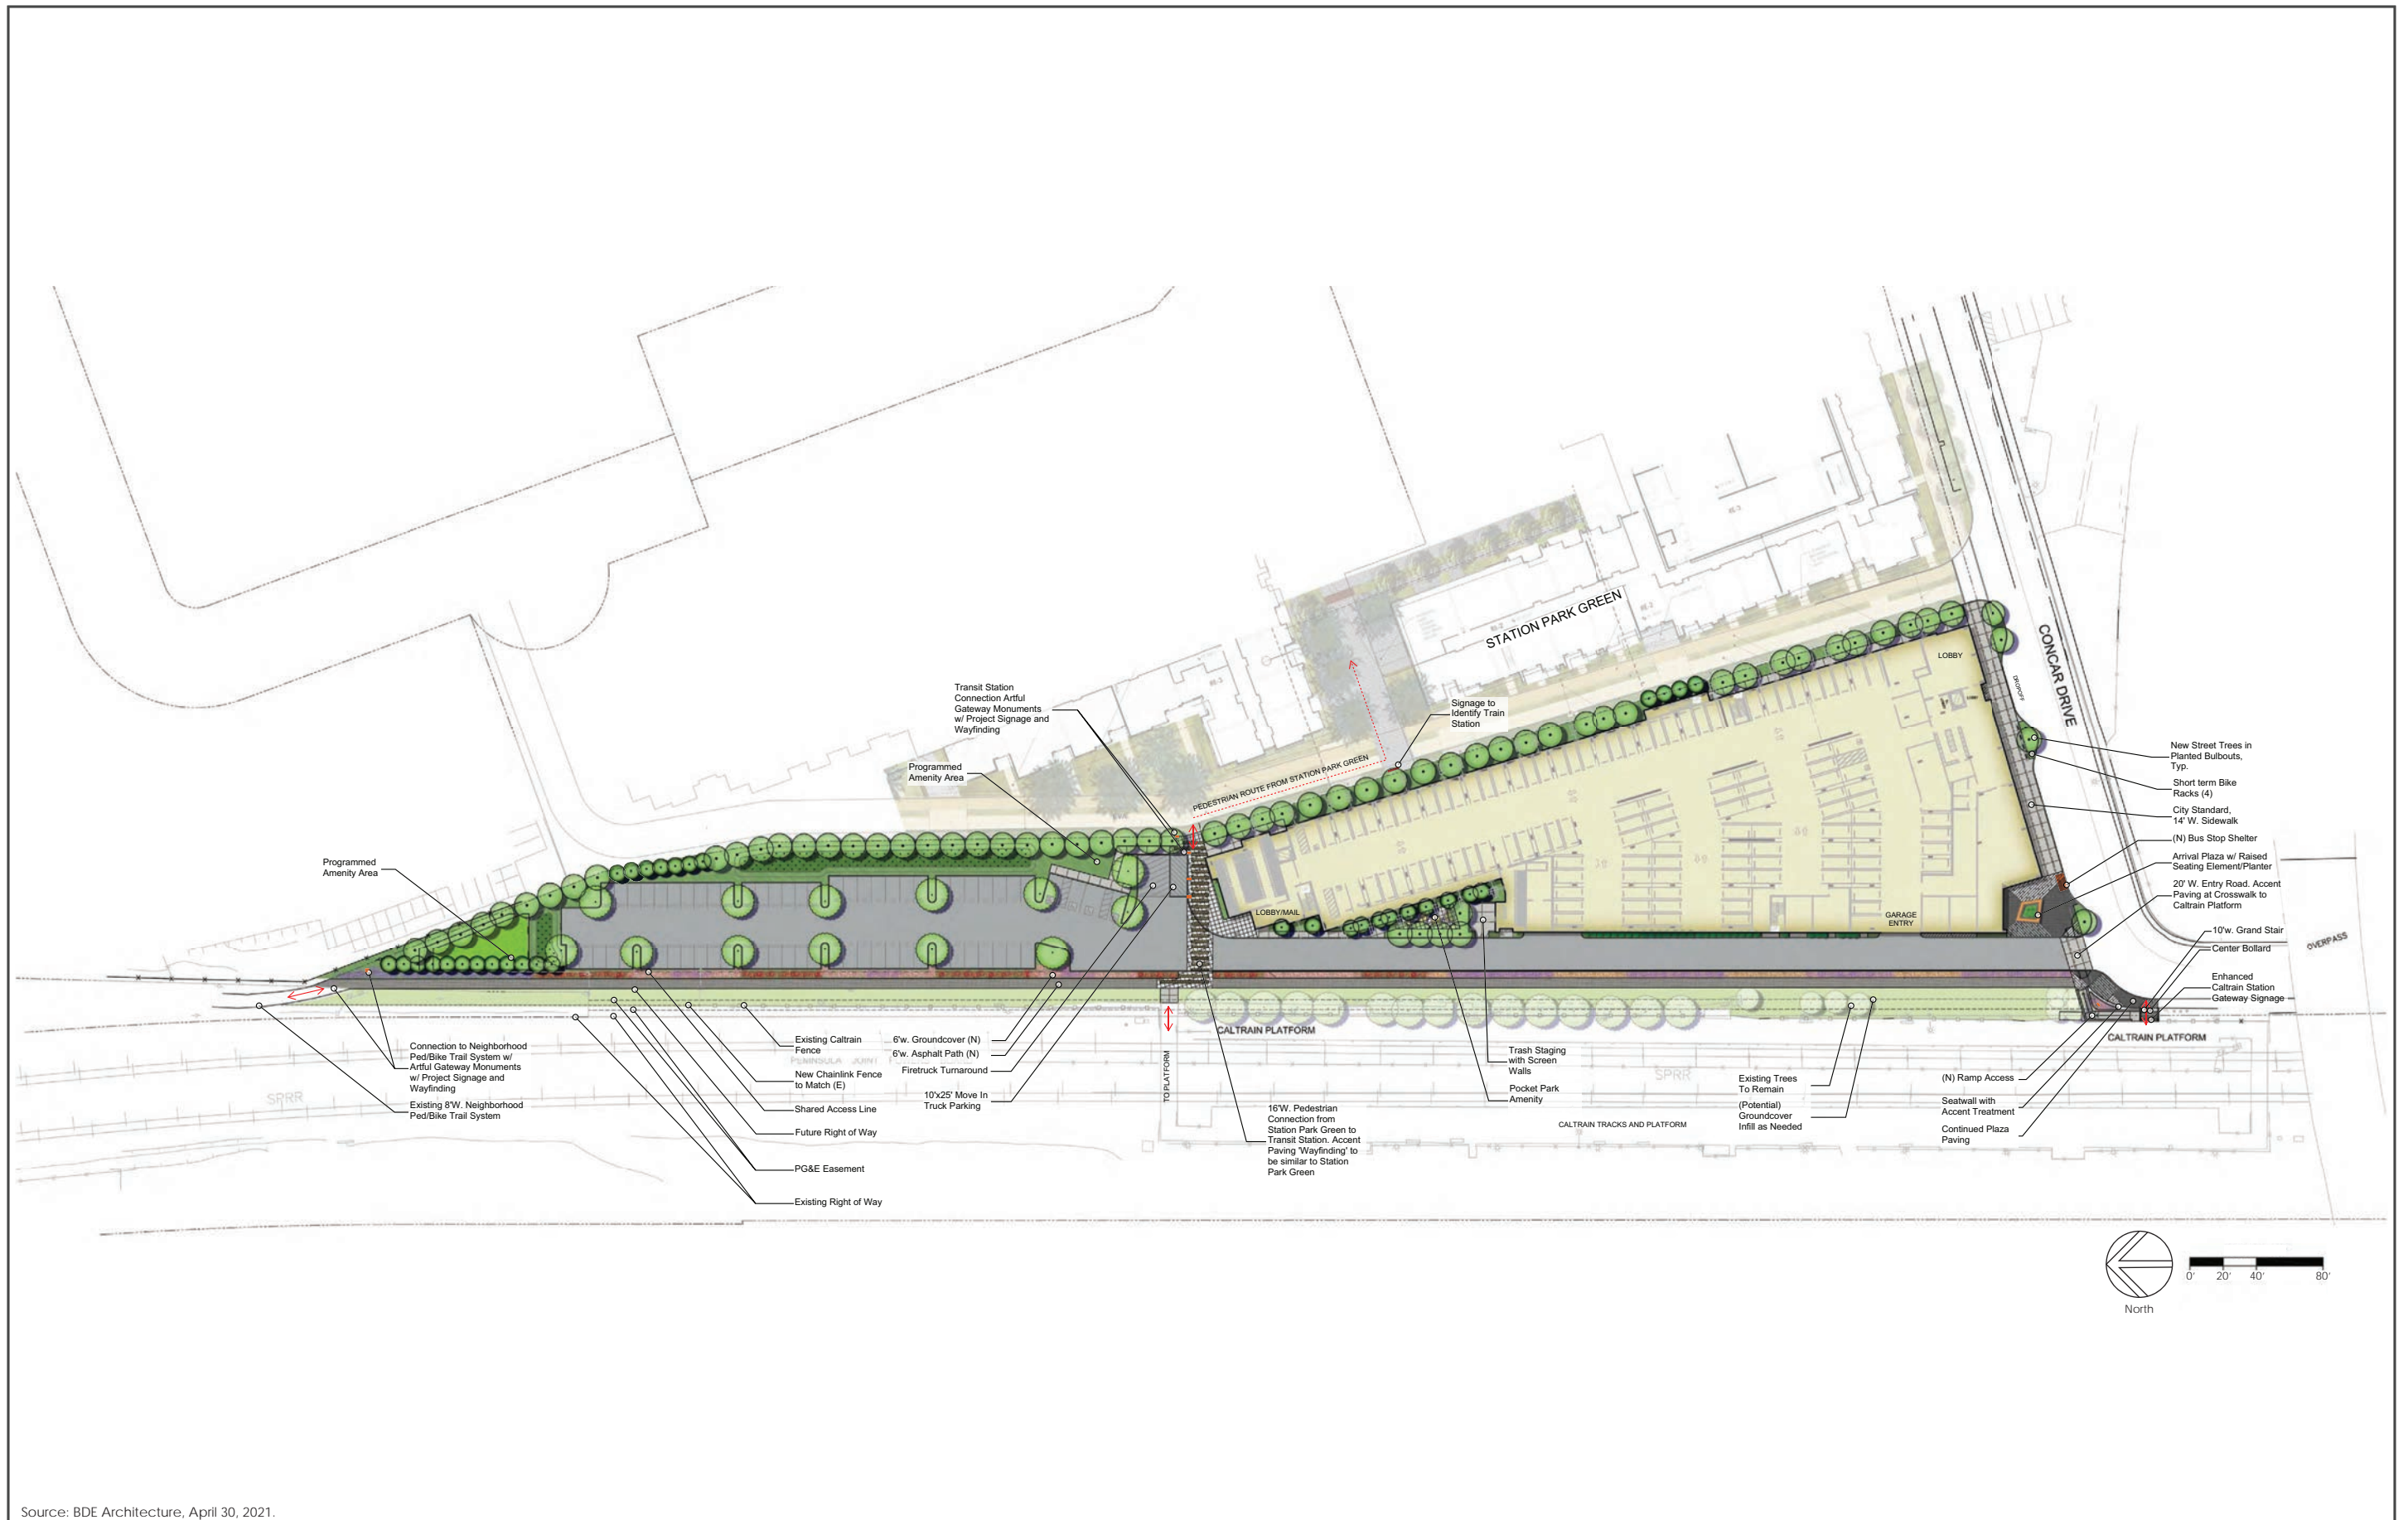 STATION PARK GREEN
LOBBY
CONCAR DRIVE
DROPOFF
Transit Station
Connection Artful
Gateway Monuments
w/ Project Signage and
Wayfinding
Signage to
Identify Train
Station
Programmed
Amenity Area
PEDESTRIAN ROUTE FROM STATION PARK GREEN
New Street Trees in
Planted Bulbouts,
Typ.
Short term Bike
Racks (4)
City Standard,
14' W. Sidewalk
(N) Bus Stop Shelter
Arrival Plaza w/ Raised
Seating Element/Planter
20' W. Entry Road. Accent
Paving at Crosswalk to
Caltrain Platform
10'w. Grand Stair
Center Bollard
OVERPASS
Enhanced
Caltrain Station
Gateway Signage
Programmed
Amenity Area
LOBBY/MAIL
GARAGE
ENTRY
CALTRAIN PLATFORM
CALTRAIN PLATFORM
Connection to Neighborhood
Ped/Bike Trail System w/
Artful Gateway Monuments
w/ Project Signage and
Wayfinding
Existing 8'W. Neighborhood
Ped/Bike Trail System
SPRR
Existing Caltrain
Fence
PENINSULA JOINT
New Chainlink Fence
to Match (E)
Shared Access Line
Future Right of Way
PG&E Easement
Existing Right of Way
6'w. Groundcover (N)
6'w. Asphalt Path (N)
Firetruck Turnaround
10'x25' Move In
Truck Parking
TO PLATFORM
16'W. Pedestrian
Connection from
Station Park Green to
Transit Station. Accent
Paving 'Wayfinding' to
be similar to Station
Park Green
Trash Staging
with Screen
Walls
Pocket Park
Amenity
SPRR
CALTRAIN TRACKS AND PLATFORM
Existing Trees
To Remain
(Potential)
Groundcover
Infill as Needed
(N) Ramp Access
Seatwall with
Accent Treatment
Continued Plaza
Paving
0' 20' 40' 80'
North
Source: BDE Architecture, April 30, 2021.